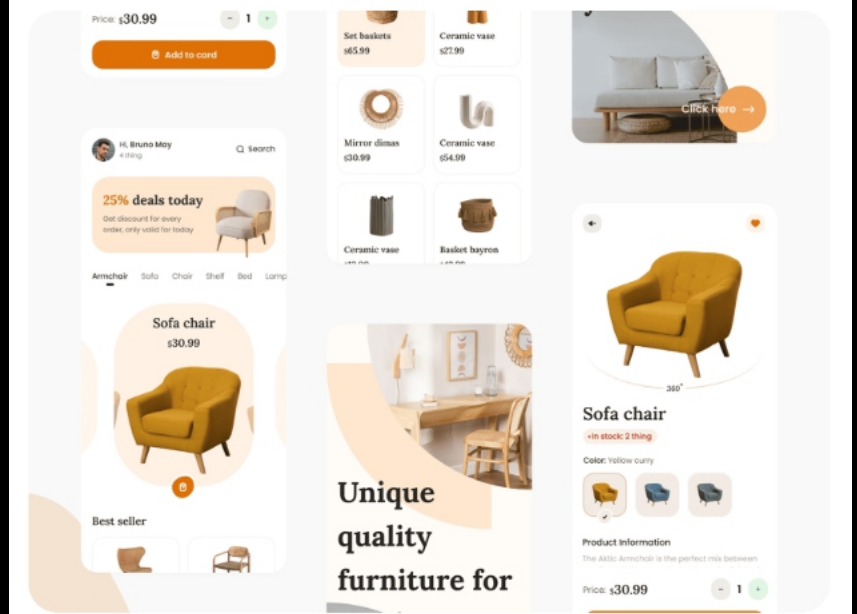 Price: $30.99
- 1 +
Add to card
Hi, Bruno May
4 thing
Search
25% deals today
Get discount for every
order, only valid for today
Armchair Sofa Chair Shelf Bed Lamp
Sofa chair
$30.99
Best seller
Set baskets
$65.99
Ceramic vase
$27.99
Mirror dimas
$30.99
Ceramic vase
$54.99
Ceramic vase
Basket bayron
Unique
quality
furniture for
Click here →
360°
Sofa chair
•In stock: 2 thing
Color: Yellow curry
Product Information
The Aktic Armchair is the perfect mix between
Price: $30.99
- 1 +